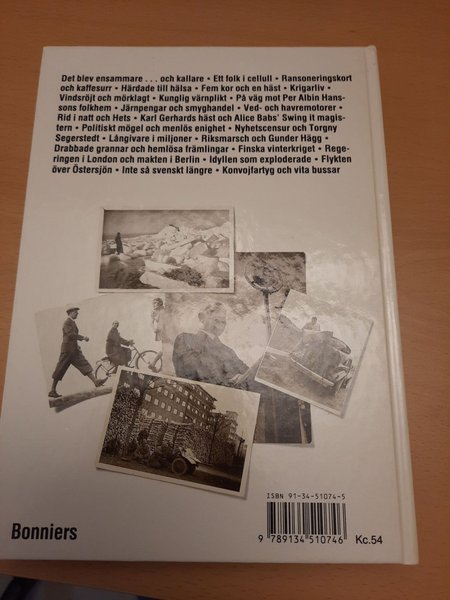 Det blev ensammare . . . och kallare • Ett folk i cellull • Ransoneringskort
och kaffesurr • Härdade till hälsa • Fem kor och en häst • Krigarliv •
Vindsröjt och mörklagt • Kunglig värnplikt • På väg mot Per Albin Hans-
sons folkhem • Järnpengar och smyghandel • Ved- och havremotorer •
Rid i natt och Hets • Karl Gerhards häst och Alice Babs' Swing it magis-
tern • Politiskt mögel och menlös enighet • Nyhetscensur och Torgny
Segerstedt • Långivare i miljoner • Riksmarsch och Gunder Hägg •
Drabbade grannar och hemlösa främlingar • Finska vinterkriget • Rege-
ringen i London och makten i Berlin • Idyllen som exploderade • Flykten
över Östersjön • Inte så svenskt längre • Konvojfartyg och vita bussar
ISBN 91-34-51074-5
9 789134 510746
Kc.54
Bonniers